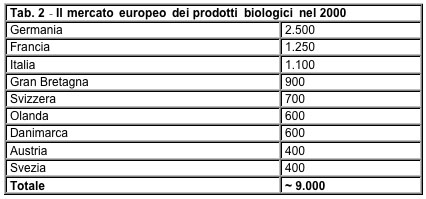 Tab. 2 - Il mercato europeo dei prodotti biologici nel 2000
Germania 2.500
Francia 1.250
Italia 1.100
Gran Bretagna 900
Svizzera 700
Olanda 600
Danimarca 600
Austria 400
Svezia 400
Totale ~ 9.000